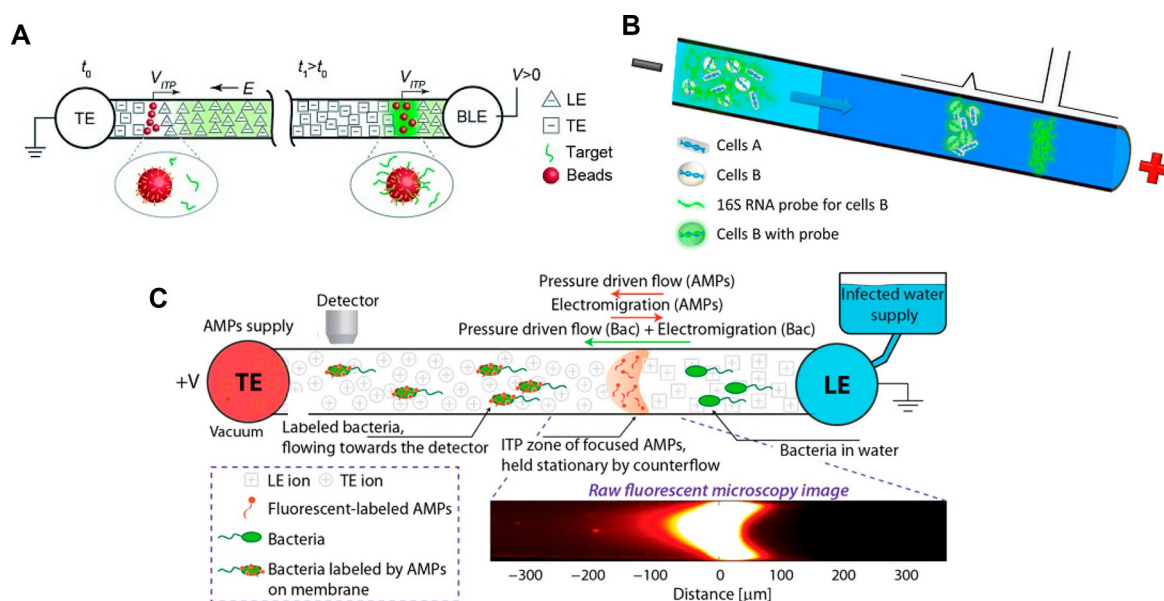 A
t0
t1>t0
VITP
E
VITP
V>0
TE
BLE
LE
TE
Target
Beads
B
Cells A
Cells B
16S RNA probe for cells B
Cells B with probe
C
Pressure driven flow (AMPs)
Electromigration (AMPs)
Pressure driven flow (Bac) + Electromigration (Bac)
Detector
AMPs supply
Infected water
supply
+V
TE
LE
Vacuum
Labeled bacteria,
flowing towards the detector
ITP zone of focused AMPs,
held stationary by counterflow
Bacteria in water
LE ion
TE ion
Fluorescent-labeled AMPs
Bacteria
Bacteria labeled by AMPs
on membrane
Raw fluorescent microscopy image
−300 −200 −100 0 100 200 300
Distance [μm]